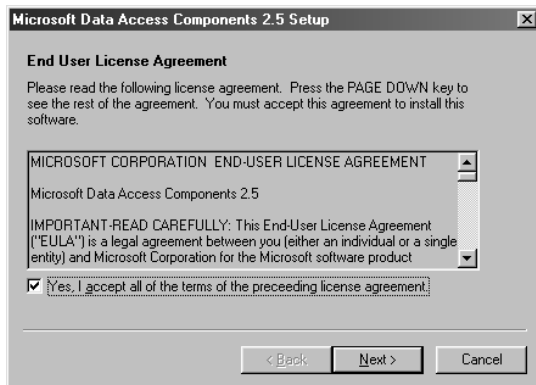 Microsoft Data Access Components 2.5 Setup
End User License Agreement
Please read the following license agreement. Press the PAGE DOWN key to
see the rest of the agreement. You must accept this agreement to install this
software.
MICROSOFT CORPORATION END-USER LICENSE AGREEMENT
Microsoft Data Access Components 2.5
IMPORTANT-READ CAREFULLY: This End-User License Agreement
("EULA") is a legal agreement between you (either an individual or a single
entity) and Microsoft Corporation for the Microsoft software product
Yes, I accept all of the terms of the preceeding license agreement.
< Back Next > Cancel